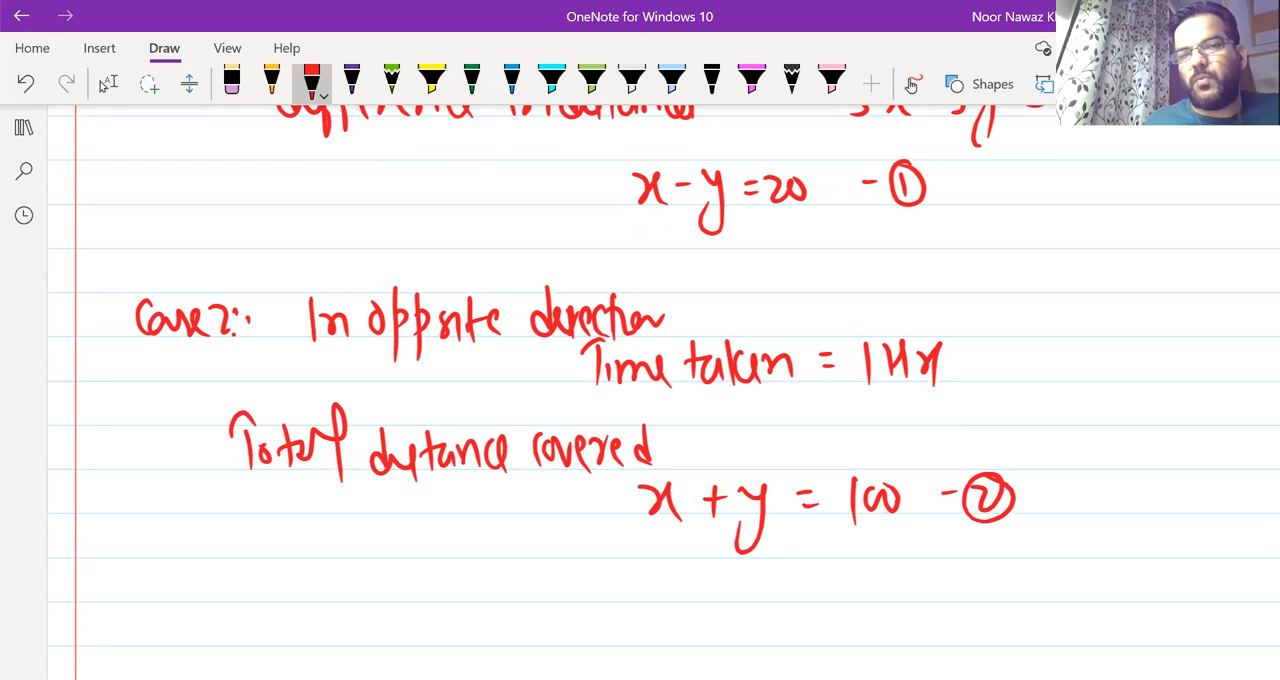 OneNote for Windows 10
Noor Nawaz Kh
Home Insert Draw View Help
Shapes
x - y = 20 - ①
Case 2:. In opposite direction
Time taken = 1 Hr
Total distance covered
x + y = 100 - ②